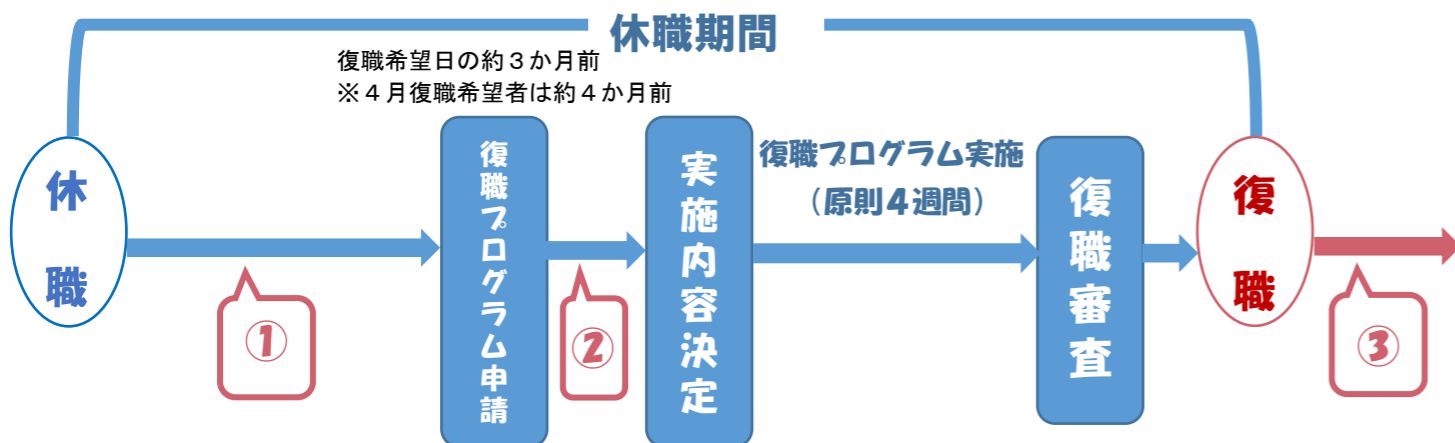 休職期間
復職希望日の約３か月前
※４月復職希望者は約４か月前
休職
①
復職プログラム申請
②
実施内容決定
復職プログラム実施
（原則４週間）
復職審査
復職
③